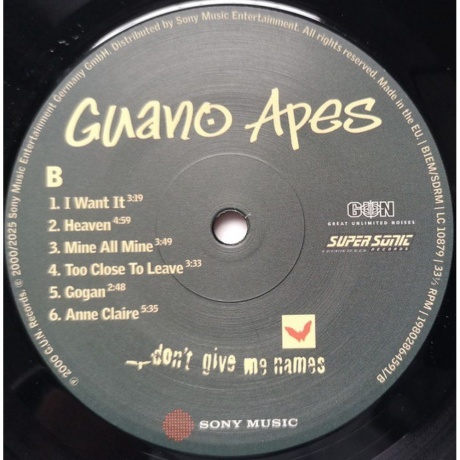 ℗ 2000 G.U.N. Records, © 2000/2025 Sony Music Entertainment Germany GmbH. Distributed by Sony Music Entertainment. All rights reserved. Made in the EU. | BIEM/SDRM | LC 10879 | 33⅓ RPM | 19802864591/B
Guano Apes
B
1. I Want It 3:19
2. Heaven 4:59
3. Mine All Mine 3:49
4. Too Close To Leave 3:33
5. Gogan 2:48
6. Anne Claire 5:35
GUN
GREAT UNLIMITED NOISES
SUPER SONIC
RECORDS
don't give me names
SONY MUSIC